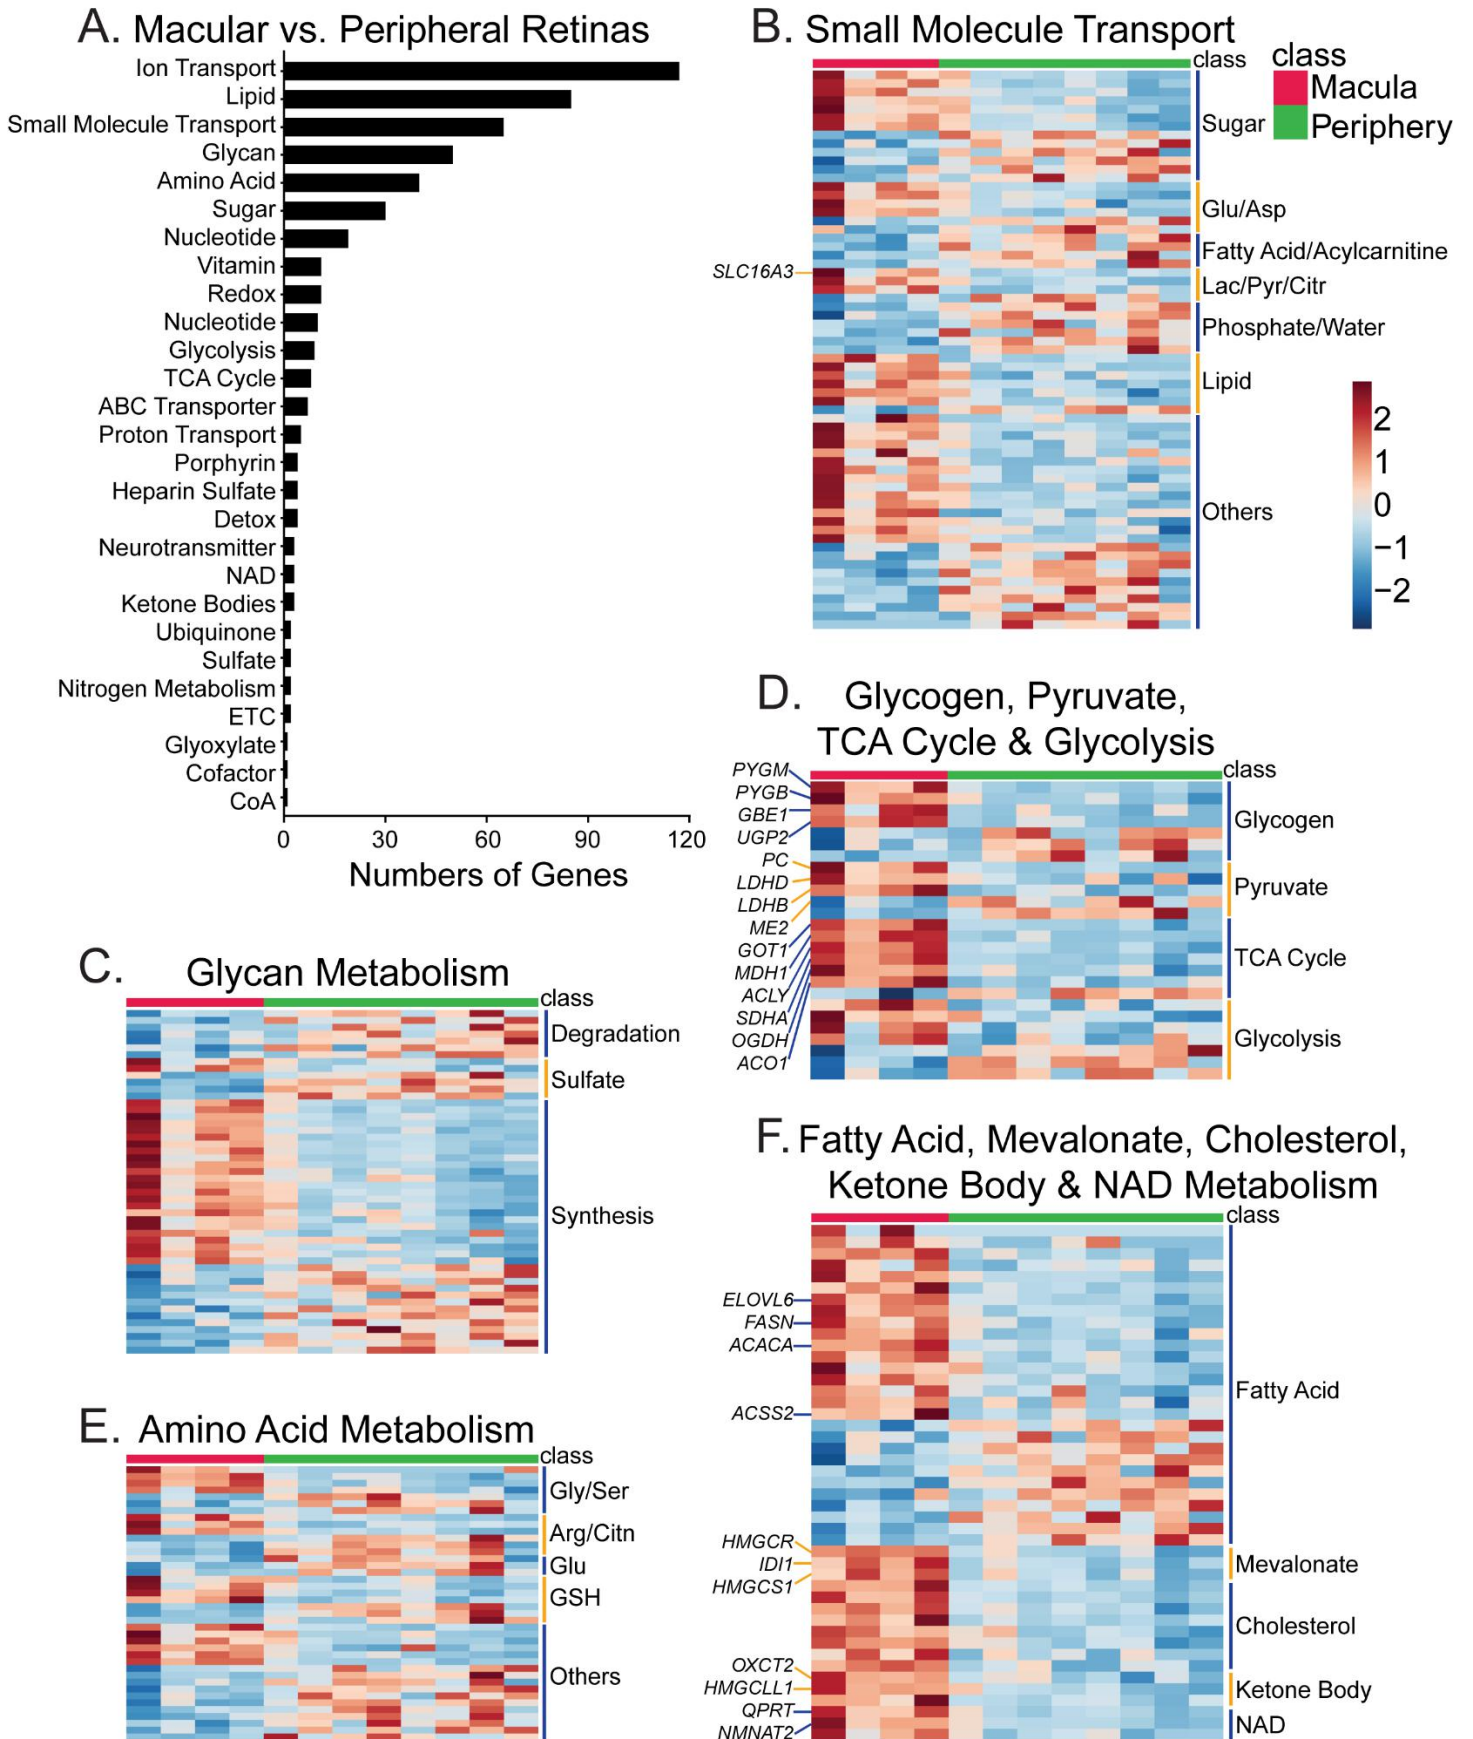 A. Macular vs. Peripheral Retinas
Ion Transport
Lipid
Small Molecule Transport
Glycan
Amino Acid
Sugar
Nucleotide
Vitamin
Redox
Nucleotide
Glycolysis
TCA Cycle
ABC Transporter
Proton Transport
Porphyrin
Heparin Sulfate
Detox
Neurotransmitter
NAD
Ketone Bodies
Ubiquinone
Sulfate
Nitrogen Metabolism
ETC
Glyoxylate
Cofactor
CoA
0 30 60 90 120
Numbers of Genes
B. Small Molecule Transport
class
class
Macula
Periphery
Sugar
Glu/Asp
Fatty Acid/Acylcarnitine
SLC16A3
Lac/Pyr/Citr
Phosphate/Water
Lipid
Others
2
1
0
−1
−2
C. Glycan Metabolism
class
Degradation
Sulfate
Synthesis
D. Glycogen, Pyruvate,
TCA Cycle & Glycolysis
class
PYGM
PYGB
GBE1
UGP2
PC
LDHD
LDHB
ME2
GOT1
MDH1
ACLY
SDHA
OGDH
ACO1
Glycogen
Pyruvate
TCA Cycle
Glycolysis
E. Amino Acid Metabolism
class
Gly/Ser
Arg/Citn
Glu
GSH
Others
F. Fatty Acid, Mevalonate, Cholesterol,
Ketone Body & NAD Metabolism
class
ELOVL6
FASN
ACACA
ACSS2
HMGCR
IDI1
HMGCS1
OXCT2
HMGCLL1
QPRT
NMNAT2
Fatty Acid
Mevalonate
Cholesterol
Ketone Body
NAD